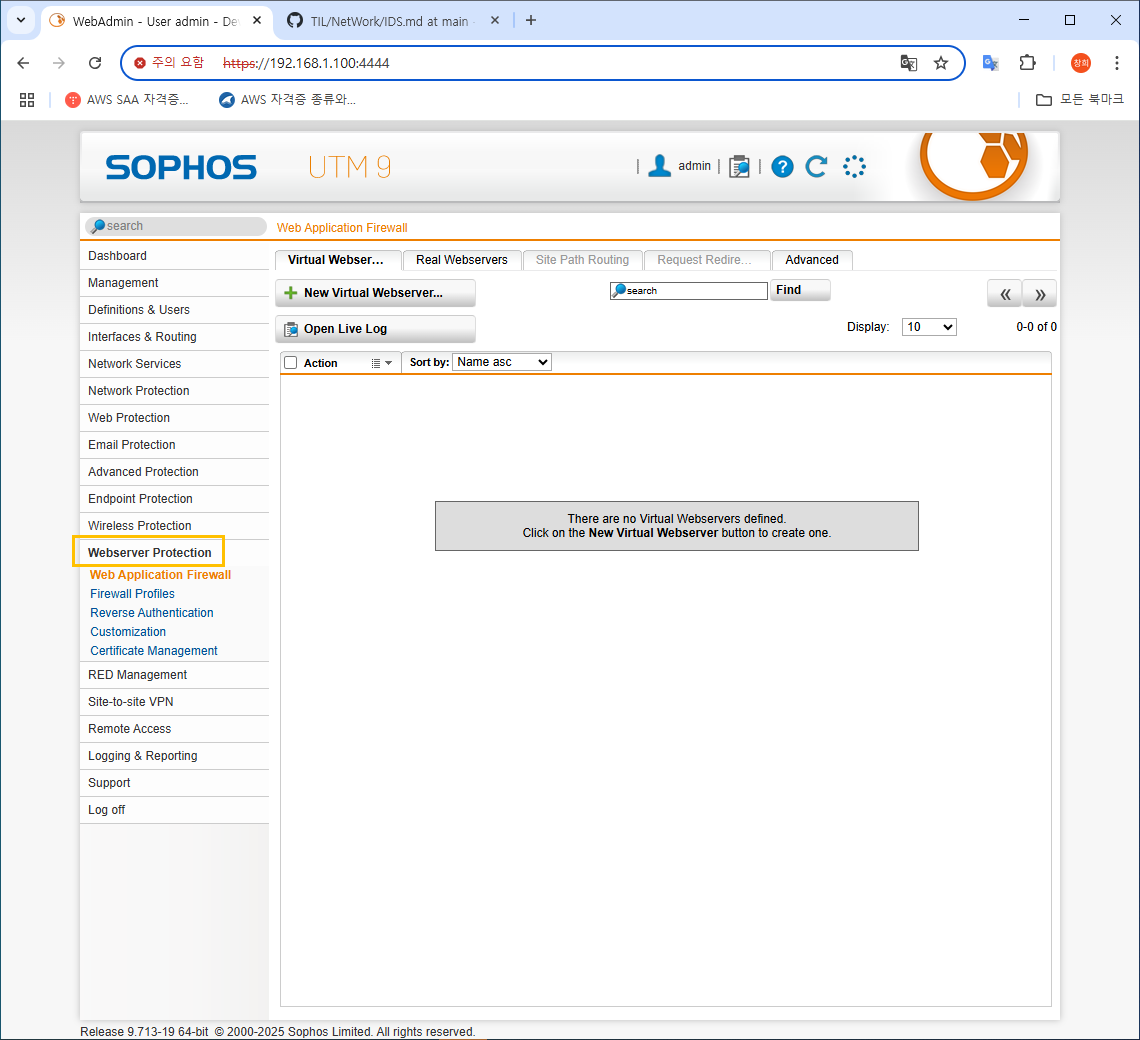 WebAdmin - User admin - De
TIL/NetWork/IDS.md at main
주의 요함 https://192.168.1.100:4444
창희
AWS SAA 자격증... AWS 자격증 종류와... 모든 북마크
SOPHOS UTM 9 | admin | |
search
Web Application Firewall
Dashboard
Management
Definitions & Users
Interfaces & Routing
Network Services
Network Protection
Web Protection
Email Protection
Advanced Protection
Endpoint Protection
Wireless Protection
Webserver Protection
Web Application Firewall
Firewall Profiles
Reverse Authentication
Customization
Certificate Management
RED Management
Site-to-site VPN
Remote Access
Logging & Reporting
Support
Log off
Virtual Webser... Real Webservers Site Path Routing Request Redire... Advanced
New Virtual Webserver... search Find « »
Open Live Log Display: 10 0-0 of 0
Action Sort by: Name asc
There are no Virtual Webservers defined.
Click on the New Virtual Webserver button to create one.
Release 9.713-19 64-bit © 2000-2025 Sophos Limited. All rights reserved.